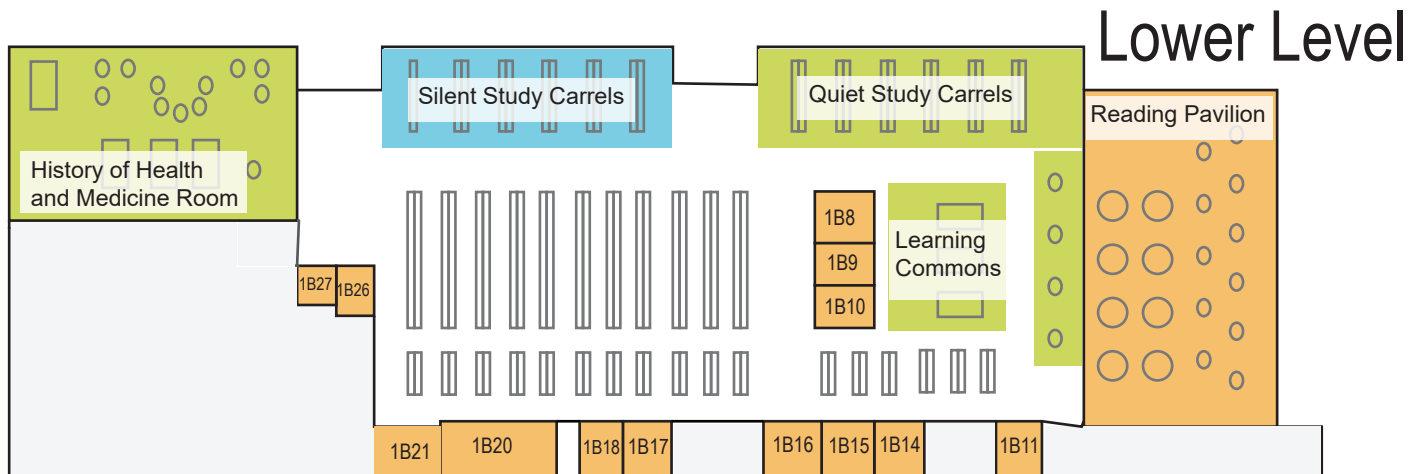 Lower Level
Silent Study Carrels
Quiet Study Carrels
Reading Pavilion
History of Health
and Medicine Room
1B8
1B9
1B10
Learning
Commons
1B27
1B26
1B21
1B20
1B18
1B17
1B16
1B15
1B14
1B11